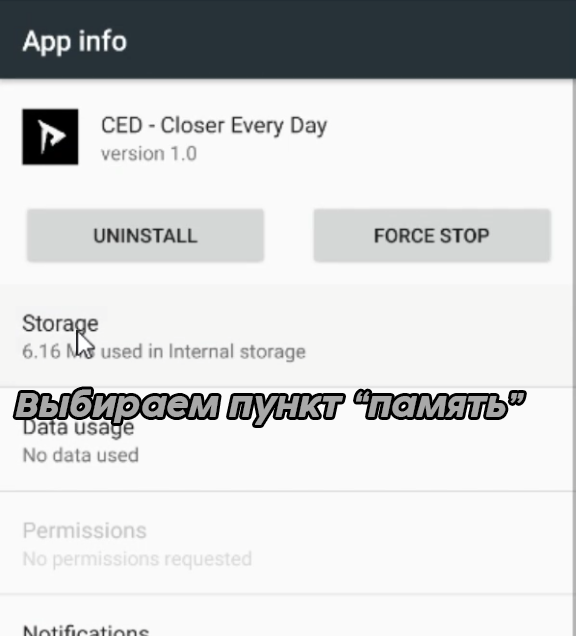 App info
CED - Closer Every Day
version 1.0
UNINSTALL
FORCE STOP
Storage
6.16 MB used in Internal storage
Выбираем пункт “память”
Data usage
No data used
Permissions
No permissions requested
Notifications